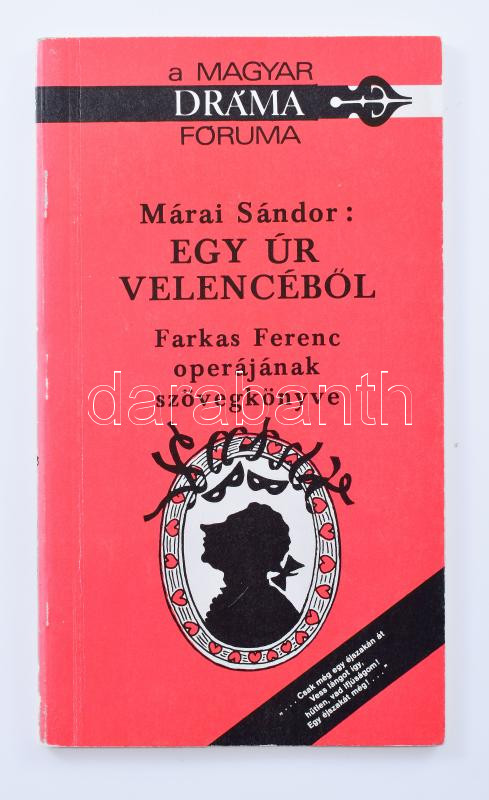 a MAGYAR
DRÁMA
FÓRUMA
Márai Sándor:
EGY ÚR
VELENCÉBŐL
Farkas Ferenc
operájának
szövegkönyve
darabanth
"....Csak még egy éjszakán át
Vess lángot így,
hűtlen, vad ifjúságom!
Egy éjszakát még!...."